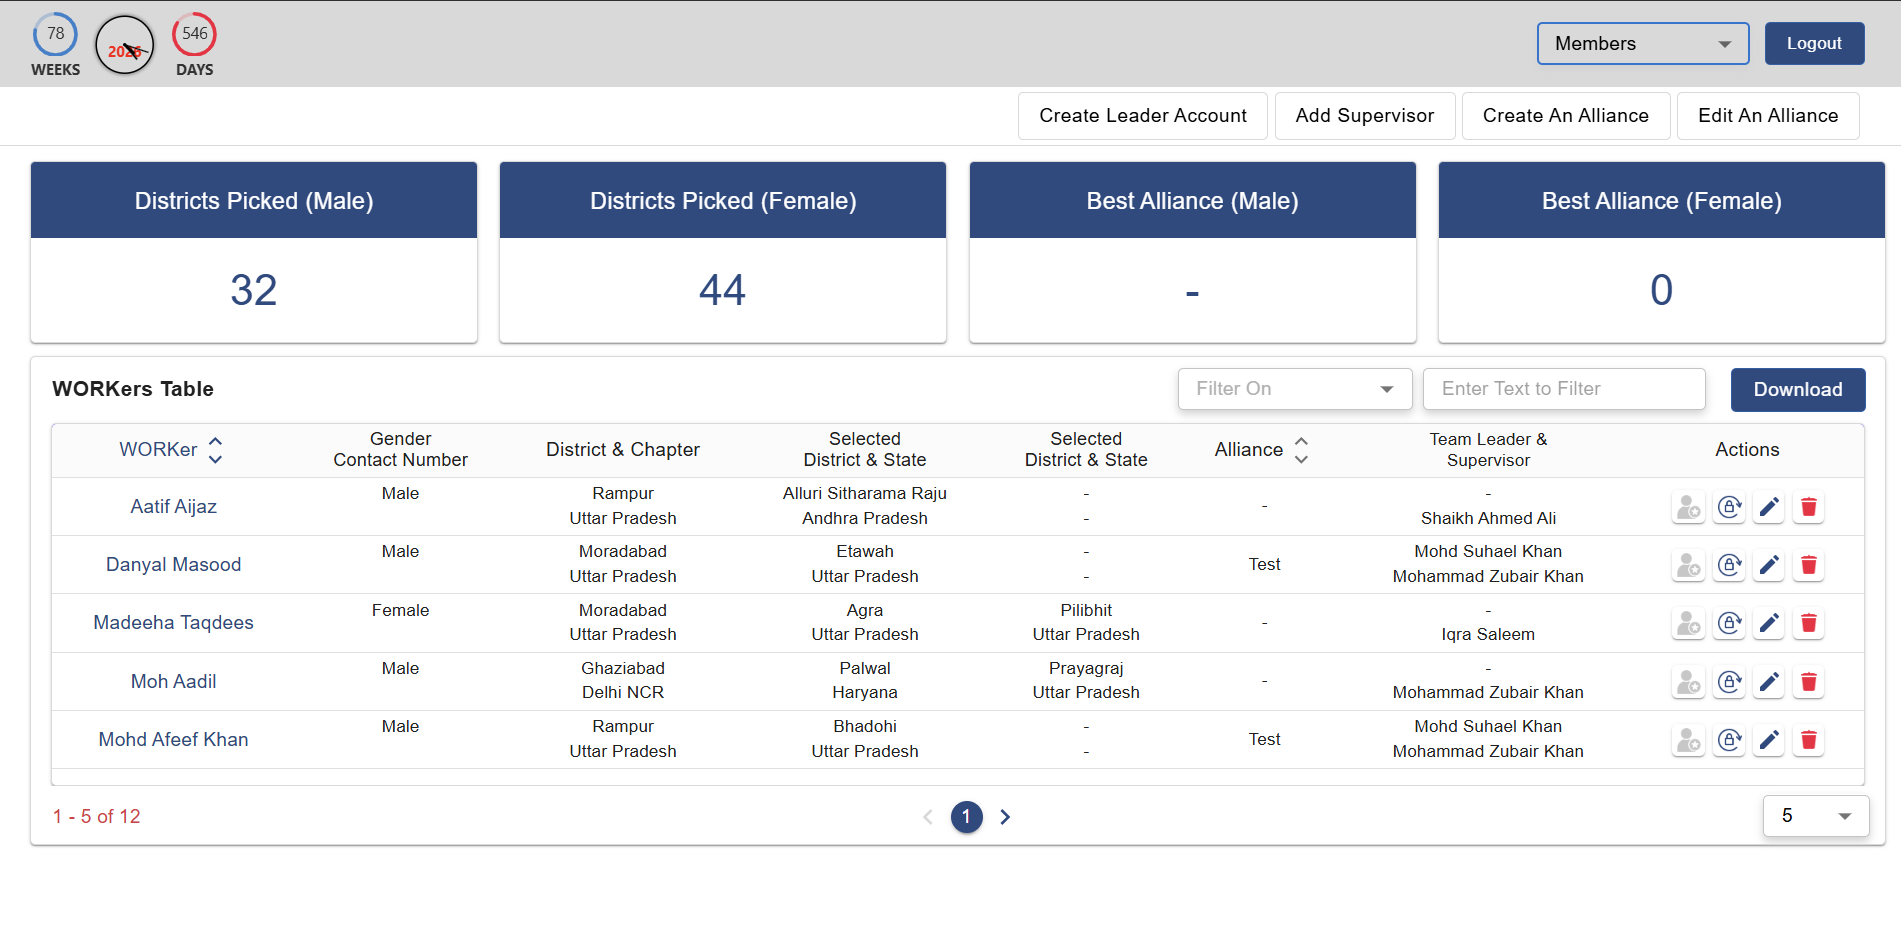 78
WEEKS
2026
546
DAYS
Members
Logout
Create Leader Account
Add Supervisor
Create An Alliance
Edit An Alliance
Districts Picked (Male)
32
Districts Picked (Female)
44
Best Alliance (Male)
-
Best Alliance (Female)
0
WORKers Table
Filter On
Enter Text to Filter
Download
WORKer
Gender
Contact Number
District & Chapter
Selected
District & State
Selected
District & State
Alliance
Team Leader &
Supervisor
Actions
Aatif Aijaz
Male
Rampur
Uttar Pradesh
Alluri Sitharama Raju
Andhra Pradesh
-
-
-
-
Shaikh Ahmed Ali
Danyal Masood
Male
Moradabad
Uttar Pradesh
Etawah
Uttar Pradesh
-
-
Test
Mohd Suhael Khan
Mohammad Zubair Khan
Madeeha Taqdees
Female
Moradabad
Uttar Pradesh
Agra
Uttar Pradesh
Pilibhit
Uttar Pradesh
-
-
Iqra Saleem
Moh Aadil
Male
Ghaziabad
Delhi NCR
Palwal
Haryana
Prayagraj
Uttar Pradesh
-
-
Mohammad Zubair Khan
Mohd Afeef Khan
Male
Rampur
Uttar Pradesh
Bhadohi
Uttar Pradesh
-
-
Test
Mohd Suhael Khan
Mohammad Zubair Khan
1 - 5 of 12
1
5